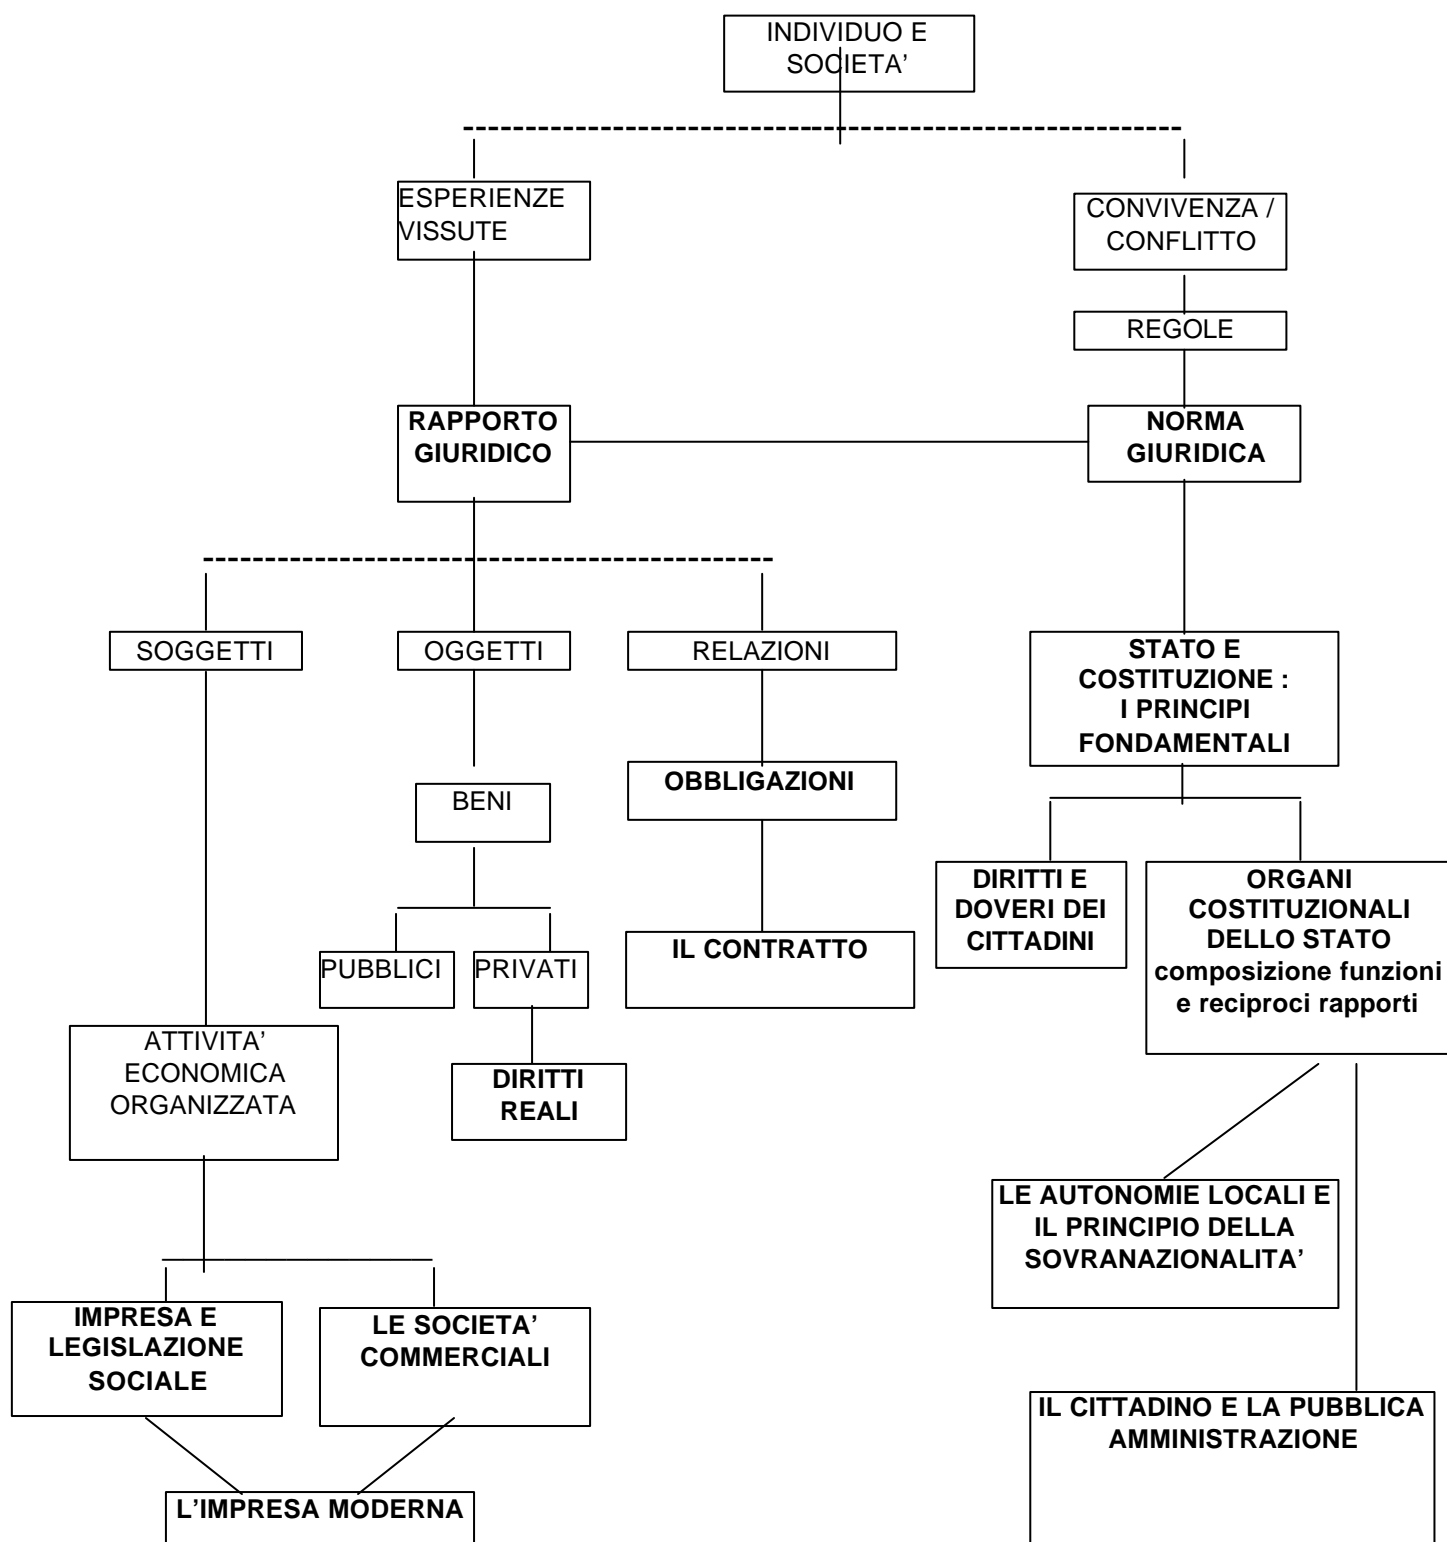 INDIVIDUO E
SOCIETA’
ESPERIENZE
VISSUTE
CONVIVENZA /
CONFLITTO
REGOLE
RAPPORTO
GIURIDICO
NORMA
GIURIDICA
SOGGETTI
OGGETTI
RELAZIONI
STATO E
COSTITUZIONE :
I PRINCIPI
FONDAMENTALI
BENI
OBBLIGAZIONI
DIRITTI E
DOVERI DEI
CITTADINI
ORGANI
COSTITUZIONALI
DELLO STATO
composizione funzioni
e reciproci rapporti
PUBBLICI
PRIVATI
IL CONTRATTO
ATTIVITA’
ECONOMICA
ORGANIZZATA
DIRITTI
REALI
LE AUTONOMIE LOCALI E
IL PRINCIPIO DELLA
SOVRANAZIONALITA’
IMPRESA E
LEGISLAZIONE
SOCIALE
LE SOCIETA’
COMMERCIALI
IL CITTADINO E LA PUBBLICA
AMMINISTRAZIONE
L’IMPRESA MODERNA